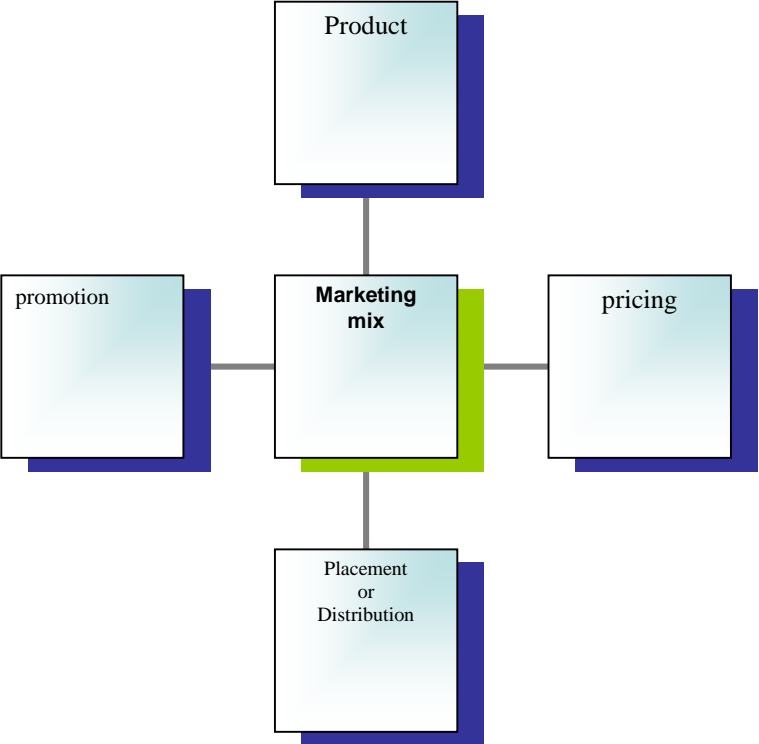 Product
promotion
Marketing
mix
pricing
Placement
or
Distribution